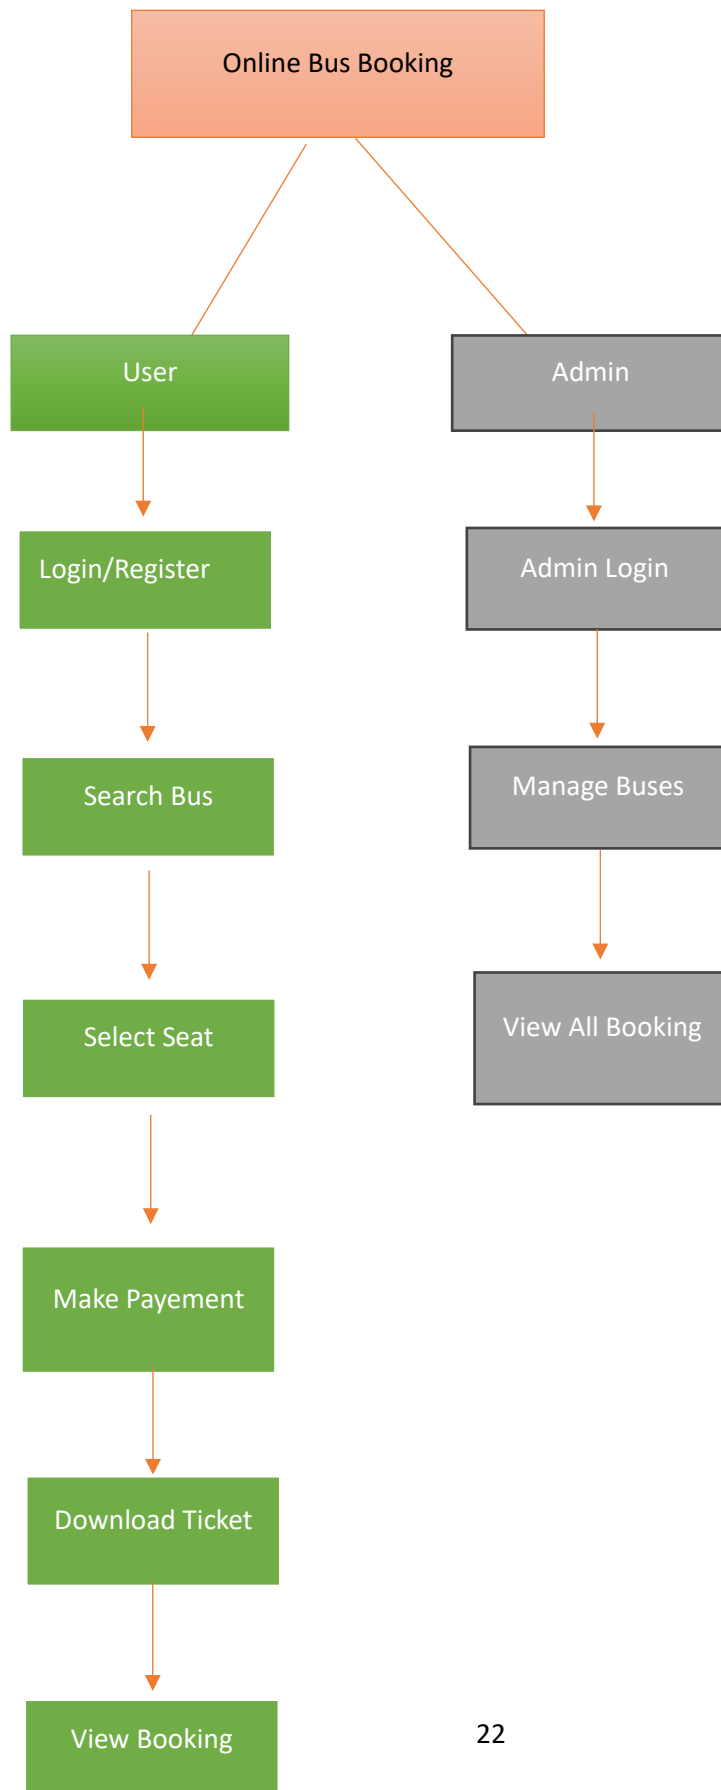 Online Bus Booking
User
Admin
Login/Register
Admin Login
Search Bus
Manage Buses
Select Seat
View All Booking
Make Payement
Download Ticket
View Booking
22